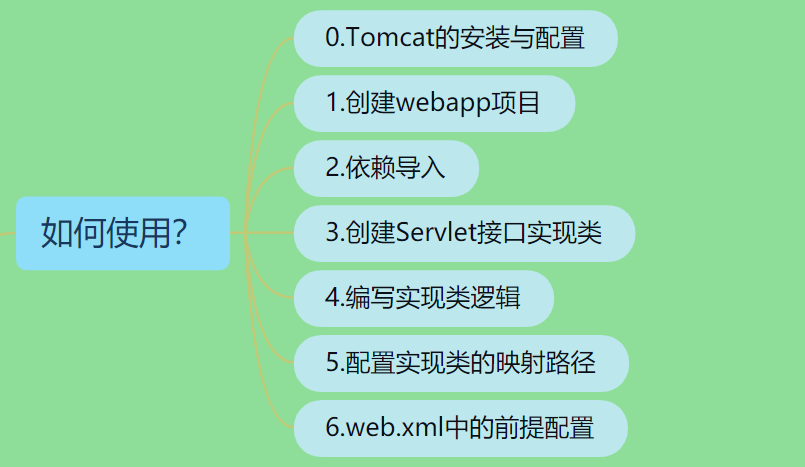 如何使用？
0.Tomcat的安装与配置
1.创建webapp项目
2.依赖导入
3.创建Servlet接口实现类
4.编写实现类逻辑
5.配置实现类的映射路径
6.web.xml中的前提配置